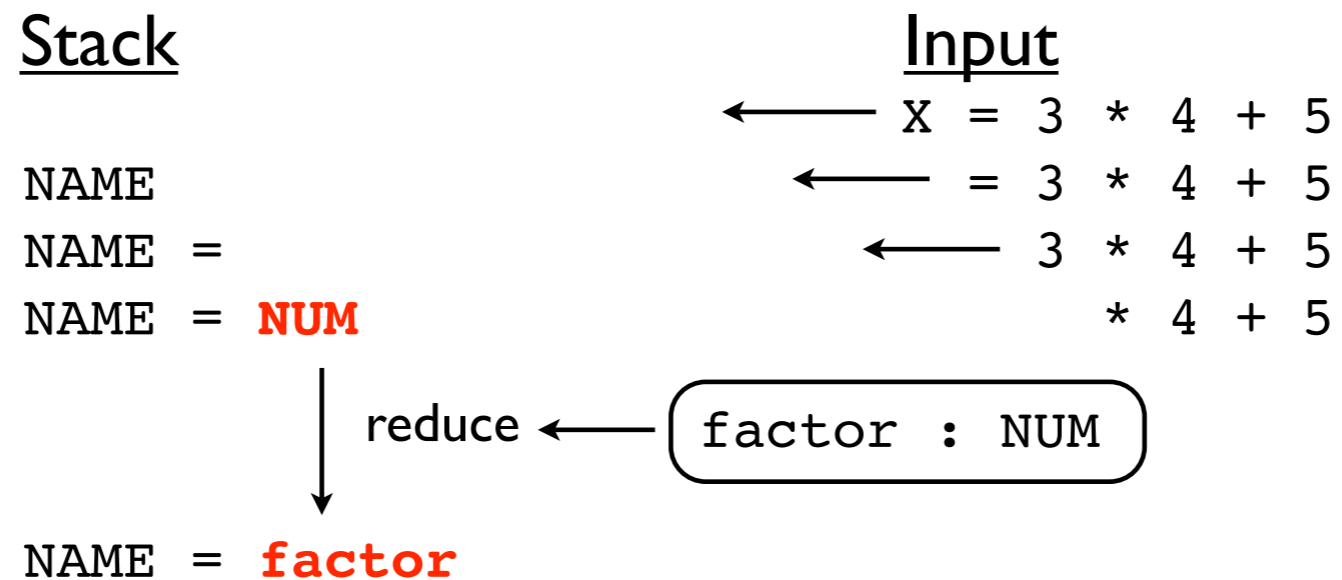 Stack Input
X = 3 * 4 + 5
NAME = 3 * 4 + 5
NAME = 3 * 4 + 5
NAME = NUM * 4 + 5
reduce factor : NUM
NAME = factor